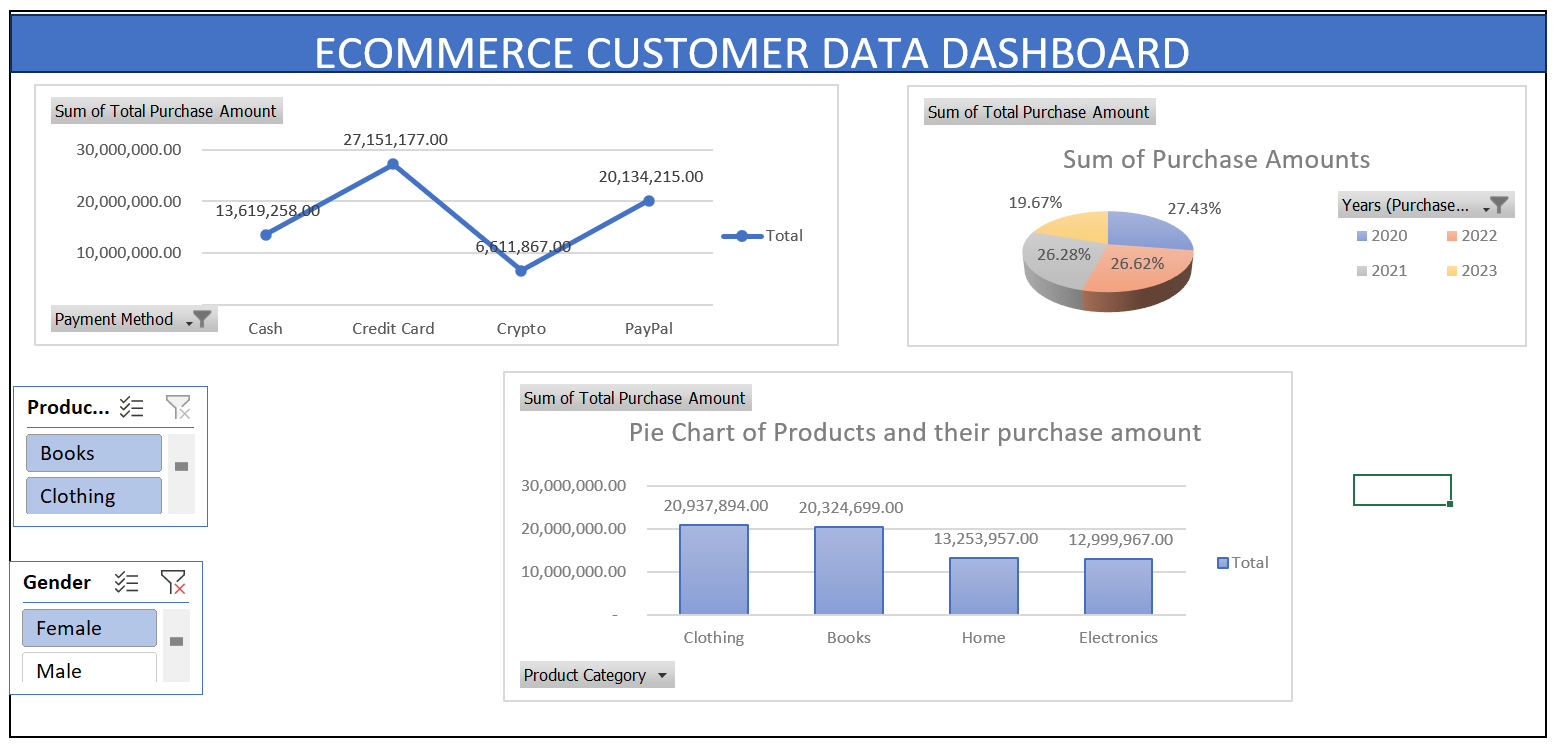 ECOMMERCE CUSTOMER DATA DASHBOARD
Sum of Total Purchase Amount
30,000,000.00
20,000,000.00
10,000,000.00
13,619,258.00
27,151,177.00
6,611,867.00
20,134,215.00
Total
Payment Method
Cash
Credit Card
Crypto
PayPal
Sum of Total Purchase Amount
Sum of Purchase Amounts
19.67%
27.43%
26.28%
26.62%
Years (Purchase...
2020
2022
2021
2023
Produc...
Books
Clothing
Gender
Female
Male
Sum of Total Purchase Amount
Pie Chart of Products and their purchase amount
30,000,000.00
20,000,000.00
10,000,000.00
-
20,937,894.00
20,324,699.00
13,253,957.00
12,999,967.00
Total
Clothing
Books
Home
Electronics
Product Category